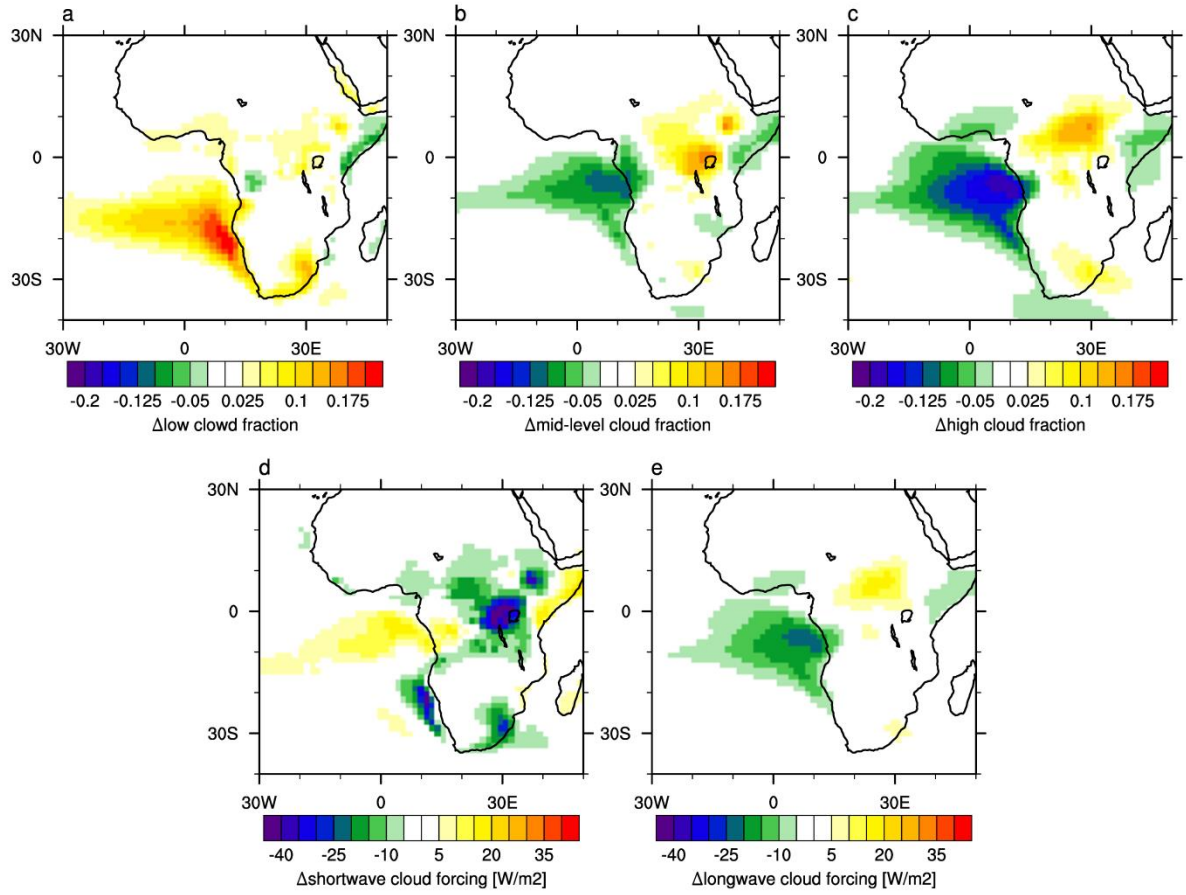 a
b
c
30N
30N
30N
0
0
0
30S
30S
30S
30W
0
30E
30W
0
30E
30W
0
30E
-0.2
-0.125
-0.05
0.025
0.1
0.175
-0.2
-0.125
-0.05
0.025
0.1
0.175
-0.2
-0.125
-0.05
0.025
0.1
0.175
Δlow clowd fraction
Δmid-level cloud fraction
Δhigh cloud fraction
d
e
30N
30N
0
0
30S
30S
30W
0
30E
30W
0
30E
-40
-25
-10
5
20
35
-40
-25
-10
5
20
35
Δshortwave cloud forcing [W/m2]
Δlongwave cloud forcing [W/m2]